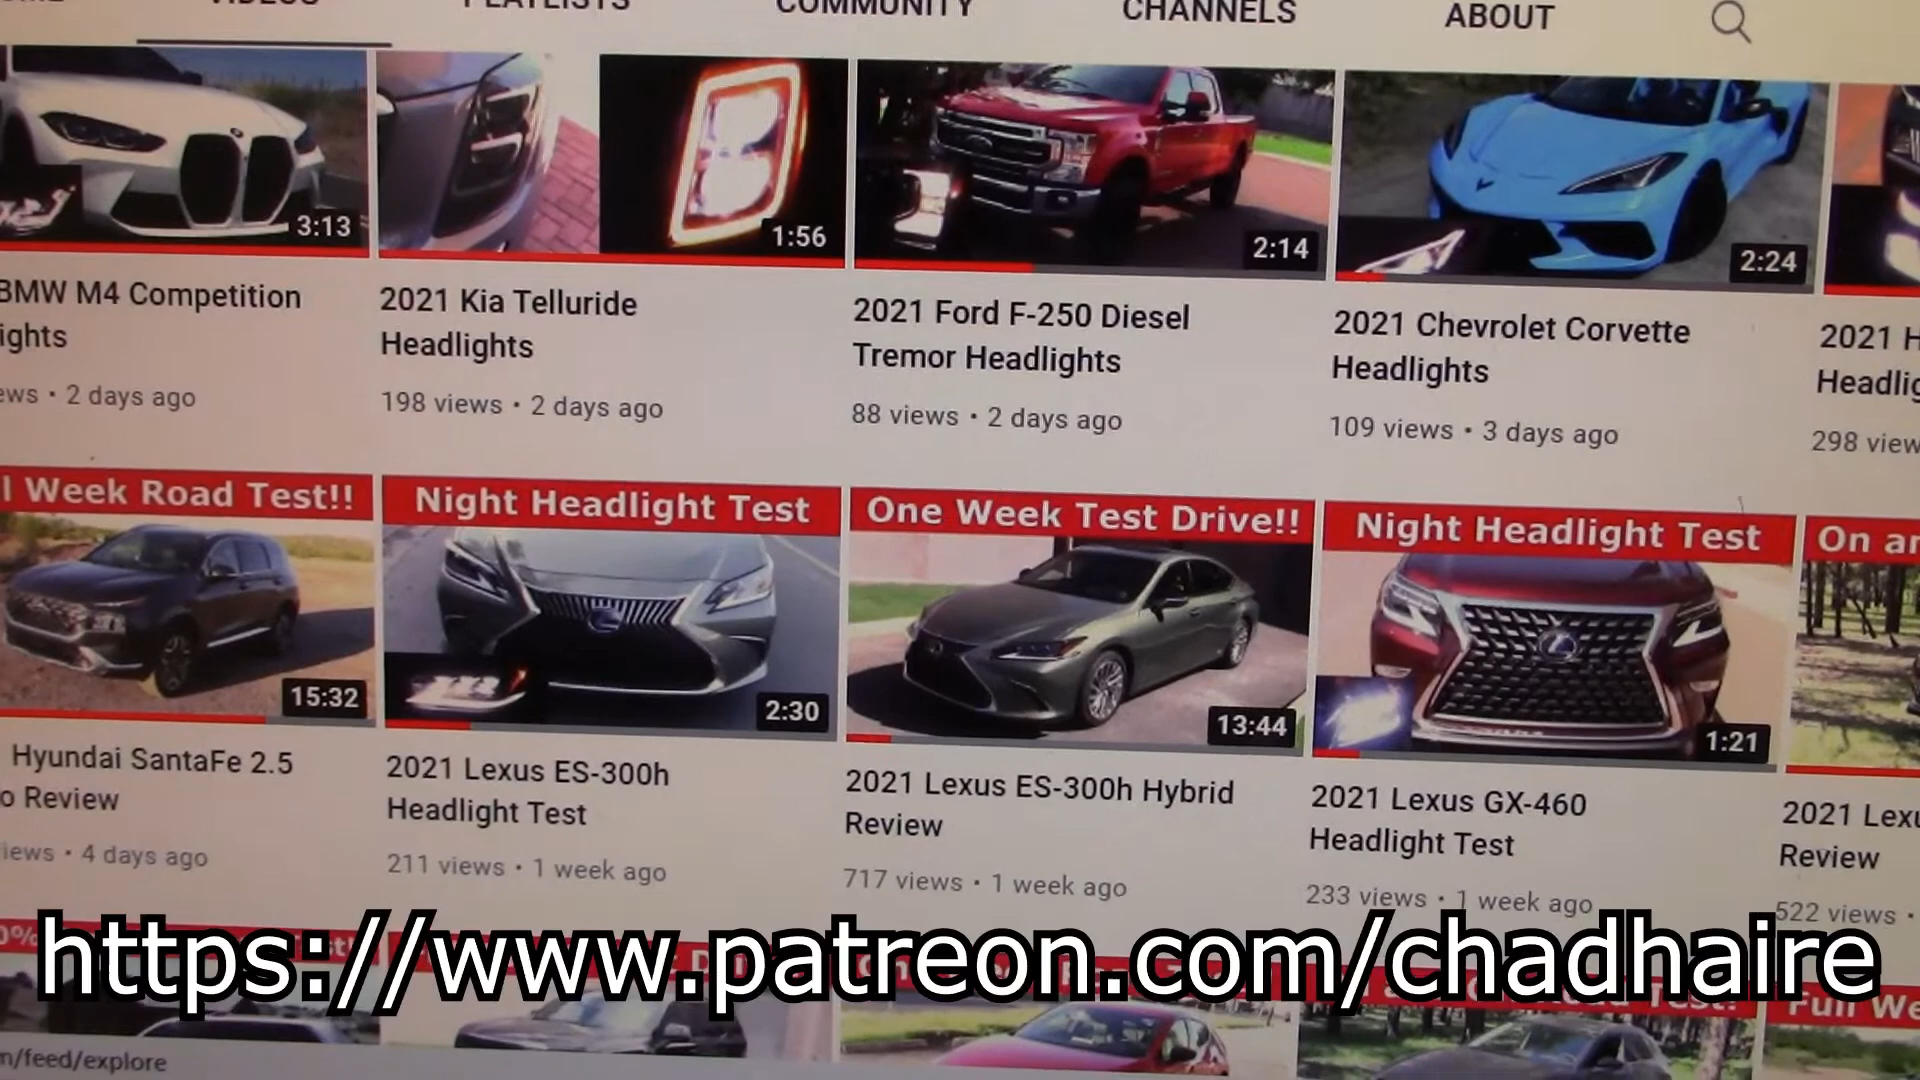 VIDEOS
PLAYLISTS
COMMUNITY
CHANNELS
ABOUT
3:13
1:56
2:14
2:24
BMW M4 Competition
ights
ews • 2 days ago
2021 Kia Telluride
Headlights
198 views • 2 days ago
2021 Ford F-250 Diesel
Tremor Headlights
88 views • 2 days ago
2021 Chevrolet Corvette
Headlights
109 views • 3 days ago
2021 H
Headlig
298 view
l Week Road Test!!
Night Headlight Test
One Week Test Drive!!
Night Headlight Test
On an
15:32
2:30
13:44
1:21
Hyundai SantaFe 2.5
o Review
iews • 4 days ago
2021 Lexus ES-300h
Headlight Test
211 views • 1 week ago
2021 Lexus ES-300h Hybrid
Review
717 views • 1 week ago
2021 Lexus GX-460
Headlight Test
233 views • 1 week ago
2021 Lexu
Review
522 views •
https://www.patreon.com/chadhaire
Full We
n/feed/explore